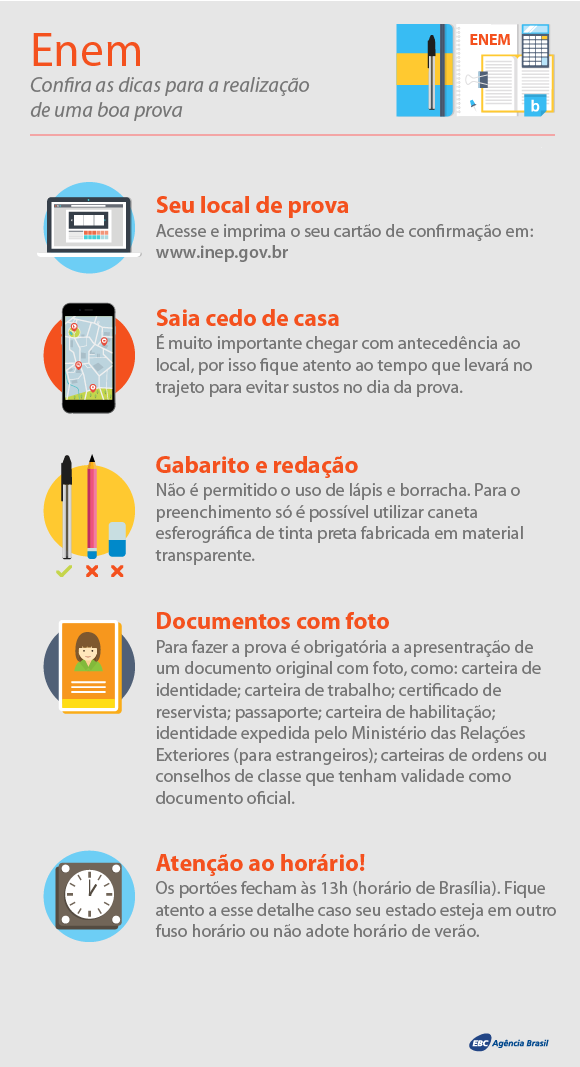 Enem
Confira as dicas para a realização
de uma boa prova
ENEM
b
Seu local de prova
Acesse e imprima o seu cartão de confirmação em:
www.inep.gov.br
Saia cedo de casa
É muito importante chegar com antecedência ao
local, por isso fique atento ao tempo que levará no
trajeto para evitar sustos no dia da prova.
Gabarito e redação
Não é permitido o uso de lápis e borracha. Para o
preenchimento só é possível utilizar caneta
esferográfica de tinta preta fabricada em material
transparente.
Documentos com foto
Para fazer a prova é obrigatória a apresentração de
um documento original com foto, como: carteira de
identidade; carteira de trabalho; certificado de
reservista; passaporte; carteira de habilitação;
identidade expedida pelo Ministério das Relações
Exteriores (para estrangeiros); carteiras de ordens ou
conselhos de classe que tenham validade como
documento oficial.
Atenção ao horário!
Os portões fecham às 13h (horário de Brasília). Fique
atento a esse detalhe caso seu estado esteja em outro
fuso horário ou não adote horário de verão.
EBC Agência Brasil